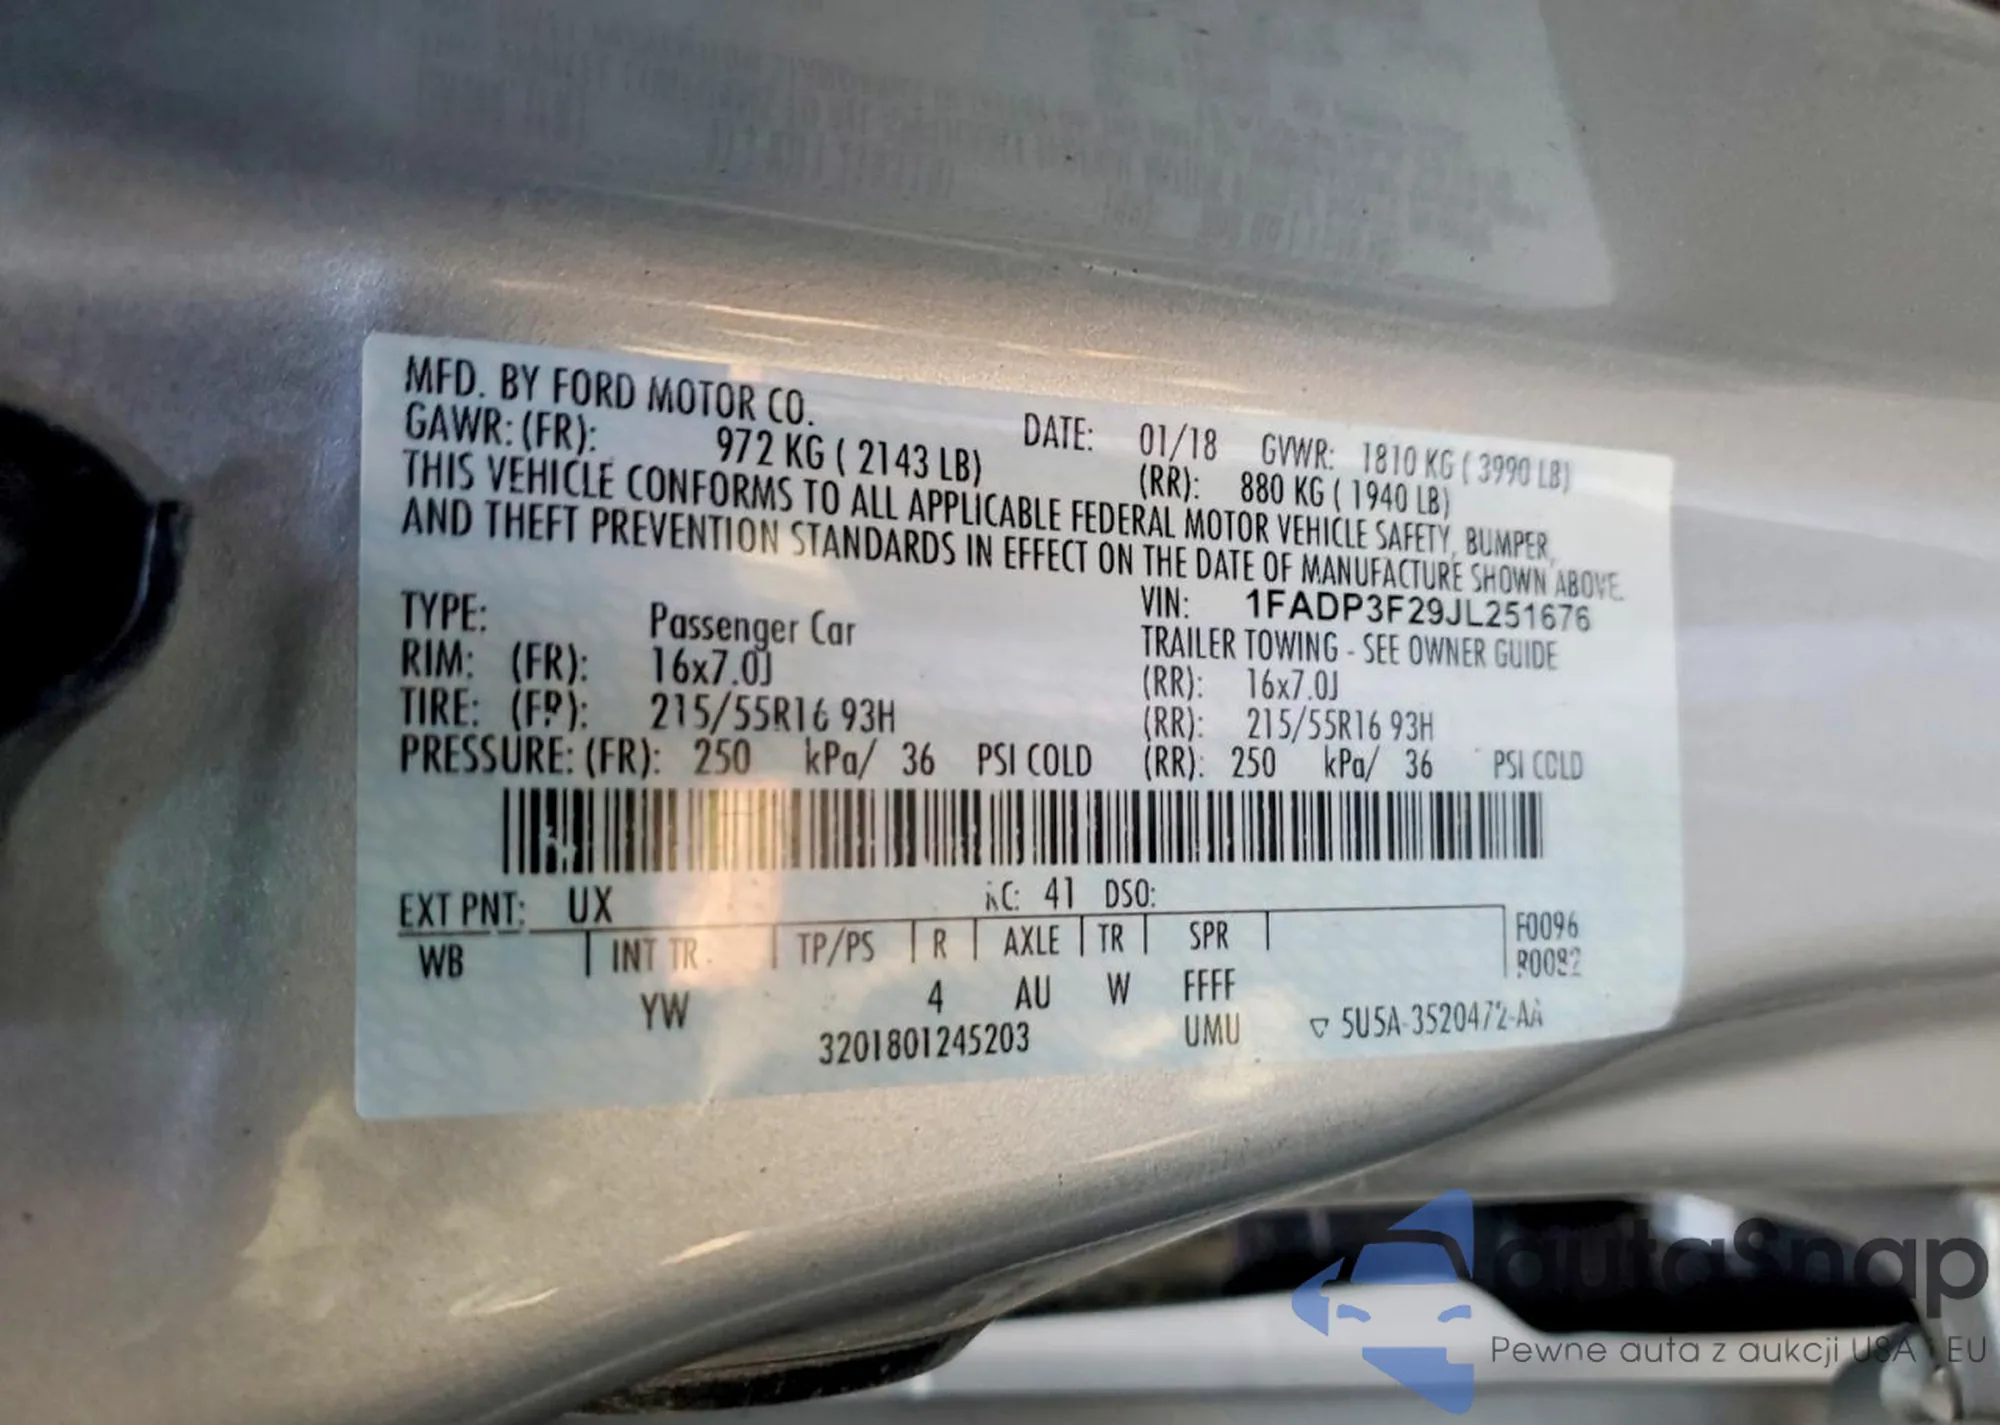 MFD. BY FORD MOTOR CO.
DATE: 01/18 GVWR: 1810 KG ( 3990 LB)
GAWR: (FR): 972 KG ( 2143 LB) (RR): 880 KG ( 1940 LB)
THIS VEHICLE CONFORMS TO ALL APPLICABLE FEDERAL MOTOR VEHICLE SAFETY, BUMPER,
AND THEFT PREVENTION STANDARDS IN EFFECT ON THE DATE OF MANUFACTURE SHOWN ABOVE.
VIN: 1FADP3F29JL251676
TYPE: Passenger Car TRAILER TOWING - SEE OWNER GUIDE
RIM: (FR): 16x7.0J (RR): 16x7.0J
TIRE: (FR): 215/55R16 93H (RR): 215/55R16 93H
PRESSURE: (FR): 250 kPa/ 36 PSI COLD (RR): 250 kPa/ 36 PSI COLD
EXT PNT: UX RC: 41 DSO:
WB INT TR TP/PS R AXLE TR SPR F0096
R0082
YW 4 AU W FFFF
3201801245203 UMU ▽ 5U5A-3520472-AA
autaSnap
Pewne auta z aukcji USA i EU